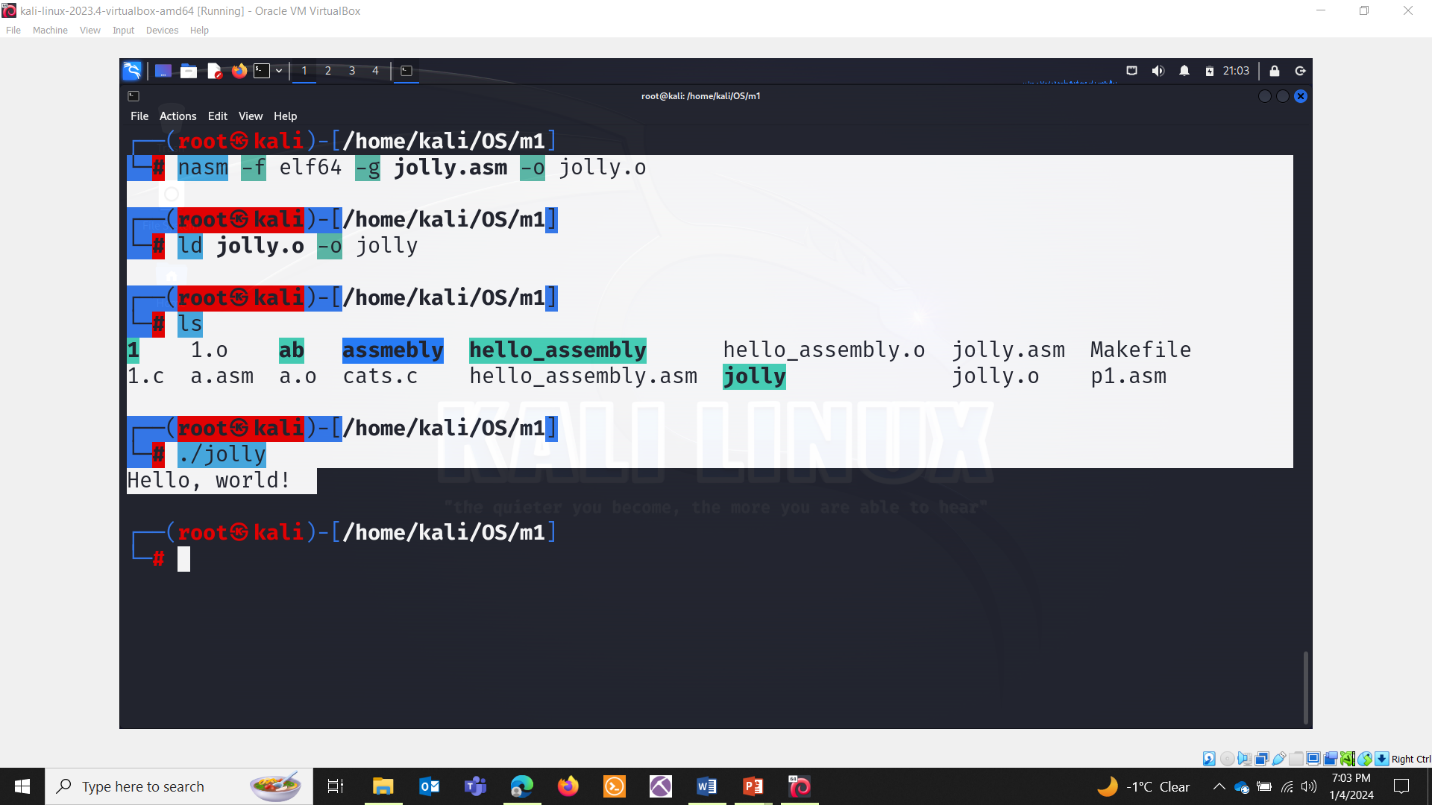 kali-linux-2023.4-virtualbox-amd64 [Running] - Oracle VM VirtualBox
File Machine View Input Devices Help
1 2 3 4 21:03
root@kali: /home/kali/OS/m1
File Actions Edit View Help
┌──(root㉿kali)-[/home/kali/OS/m1]
└─# nasm -f elf64 -g jolly.asm -o jolly.o
┌──(root㉿kali)-[/home/kali/OS/m1]
└─# ld jolly.o -o jolly
┌──(root㉿kali)-[/home/kali/OS/m1]
└─# ls
1 1.o ab assmebly hello_assembly hello_assembly.o jolly.asm Makefile
1.c a.asm a.o cats.c hello_assembly.asm jolly jolly.o p1.asm
┌──(root㉿kali)-[/home/kali/OS/m1]
└─# ./jolly
Hello, world!
KALI LINUX
"the quieter you become, the more you are able to hear"
┌──(root㉿kali)-[/home/kali/OS/m1]
└─#
Right Ctrl
Type here to search
-1°C Clear
7:03 PM
1/4/2024